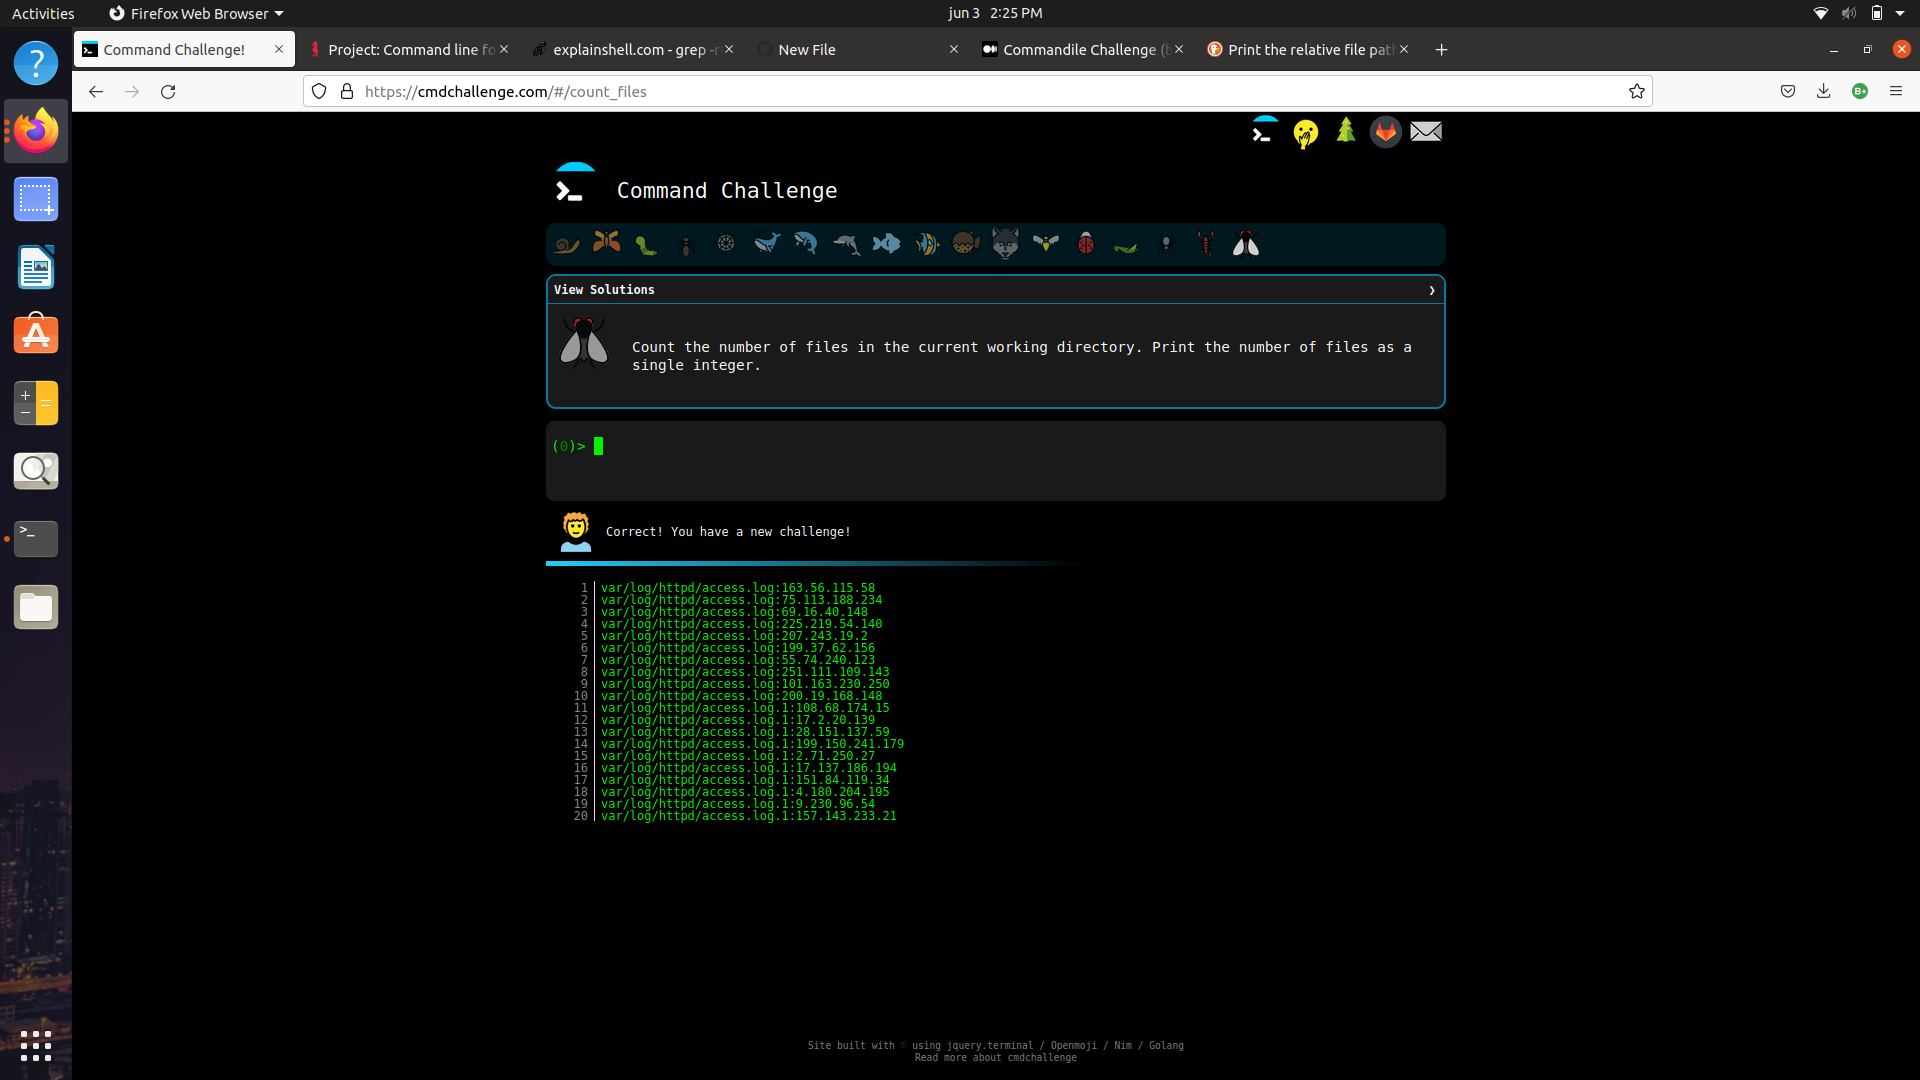 Activities
Firefox Web Browser
jun 3 2:25 PM
Command Challenge!
Project: Command line fo
explainshell.com - grep -r
New File
Commandile Challenge (b
Print the relative file pat
https://cmdchallenge.com/#/count_files
B+
Command Challenge
View Solutions
Count the number of files in the current working directory. Print the number of files as a
single integer.
(0)>
Correct! You have a new challenge!
1 var/log/httpd/access.log:163.56.115.58
2 var/log/httpd/access.log:75.113.188.234
3 var/log/httpd/access.log:69.16.40.148
4 var/log/httpd/access.log:225.219.54.140
5 var/log/httpd/access.log:207.243.19.2
6 var/log/httpd/access.log:199.37.62.156
7 var/log/httpd/access.log:55.74.240.123
8 var/log/httpd/access.log:251.111.109.143
9 var/log/httpd/access.log:101.163.230.250
10 var/log/httpd/access.log:200.19.168.148
11 var/log/httpd/access.log.1:108.68.174.15
12 var/log/httpd/access.log.1:17.2.20.139
13 var/log/httpd/access.log.1:28.151.137.59
14 var/log/httpd/access.log.1:199.150.241.179
15 var/log/httpd/access.log.1:2.71.250.27
16 var/log/httpd/access.log.1:17.137.186.194
17 var/log/httpd/access.log.1:151.84.119.34
18 var/log/httpd/access.log.1:4.180.204.195
19 var/log/httpd/access.log.1:9.230.96.54
20 var/log/httpd/access.log.1:157.143.233.21
Site built with ♡ using jquery.terminal / Openmoji / Nim / Golang
Read more about cmdchallenge